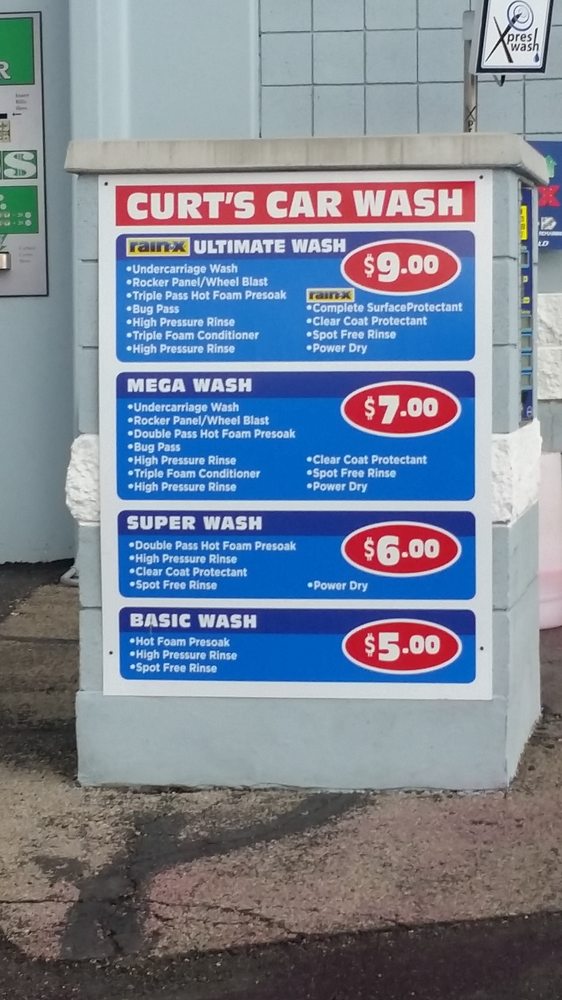 Xpres!
wash
R
S
CURT'S CAR WASH
rain-x ULTIMATE WASH
$9.00
•Undercarriage Wash
•Rocker Panel/Wheel Blast
•Triple Pass Hot Foam Presoak
•Bug Pass
•High Pressure Rinse
•Triple Foam Conditioner
•High Pressure Rinse
rain-x
•Complete SurfaceProtectant
•Clear Coat Protectant
•Spot Free Rinse
•Power Dry
MEGA WASH
$7.00
•Undercarriage Wash
•Rocker Panel/Wheel Blast
•Double Pass Hot Foam Presoak
•Bug Pass
•High Pressure Rinse
•Triple Foam Conditioner
•High Pressure Rinse
•Clear Coat Protectant
•Spot Free Rinse
•Power Dry
SUPER WASH
$6.00
•Double Pass Hot Foam Presoak
•High Pressure Rinse
•Clear Coat Protectant
•Spot Free Rinse
•Power Dry
BASIC WASH
$5.00
•Hot Foam Presoak
•High Pressure Rinse
•Spot Free Rinse